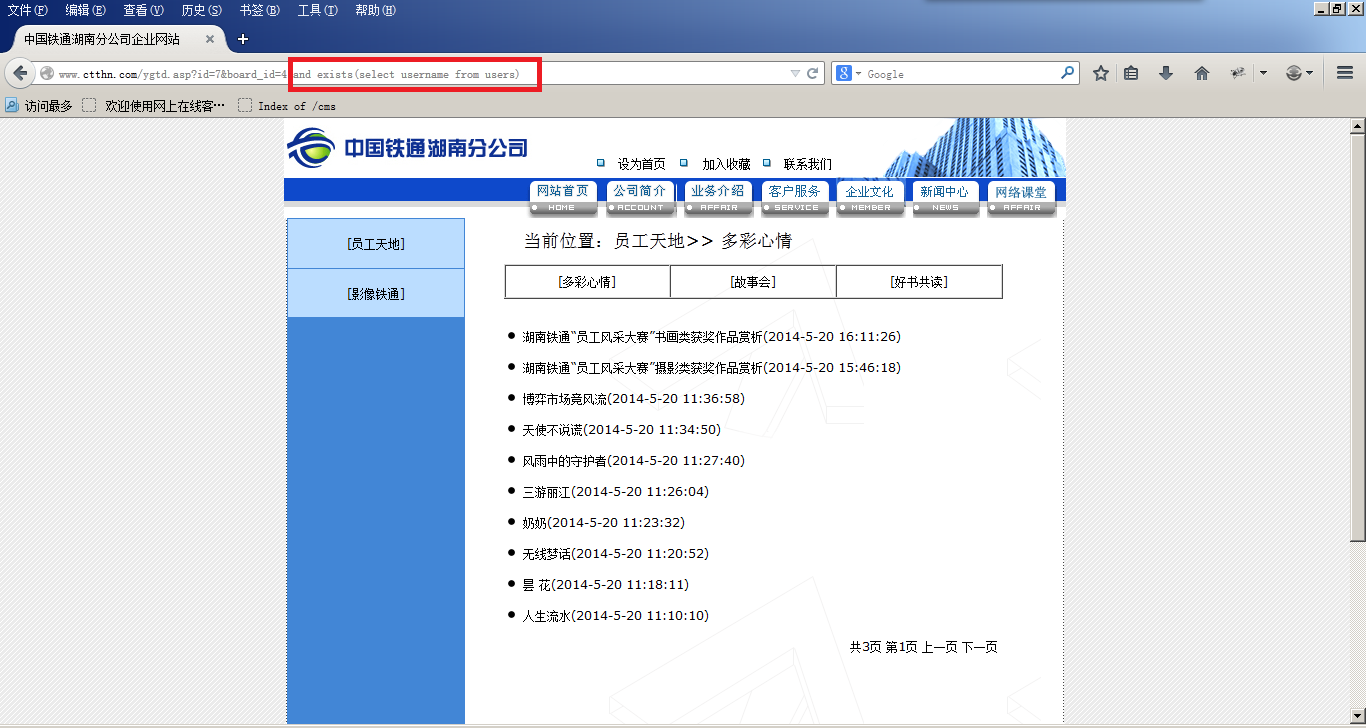 文件(F) 编辑(E) 查看(V) 历史(S) 书签(B) 工具(T) 帮助(H)
中国铁通湖南分公司企业网站
www.ctthn.com/ygtd.asp?id=7&board_id=4 and exists(select username from users)
Google
访问最多 欢迎使用网上在线客… Index of /cms
中国铁通湖南分公司
设为首页 加入收藏 联系我们
网站首页 公司简介 业务介绍 客户服务 企业文化 新闻中心 网络课堂
HOME ACCOUNT AFFAIR SERVICE MEMBER NEWS AFFAIR
[员工天地]
[影像铁通]
当前位置：员工天地>> 多彩心情
[多彩心情] [故事会] [好书共读]
湖南铁通“员工风采大赛”书画类获奖作品赏析(2014-5-20 16:11:26)
湖南铁通“员工风采大赛”摄影类获奖作品赏析(2014-5-20 15:46:18)
博弈市场竟风流(2014-5-20 11:36:58)
天使不说谎(2014-5-20 11:34:50)
风雨中的守护者(2014-5-20 11:27:40)
三游丽江(2014-5-20 11:26:04)
奶奶(2014-5-20 11:23:32)
无线梦话(2014-5-20 11:20:52)
昙 花(2014-5-20 11:18:11)
人生流水(2014-5-20 11:10:10)
共3页 第1页 上一页 下一页